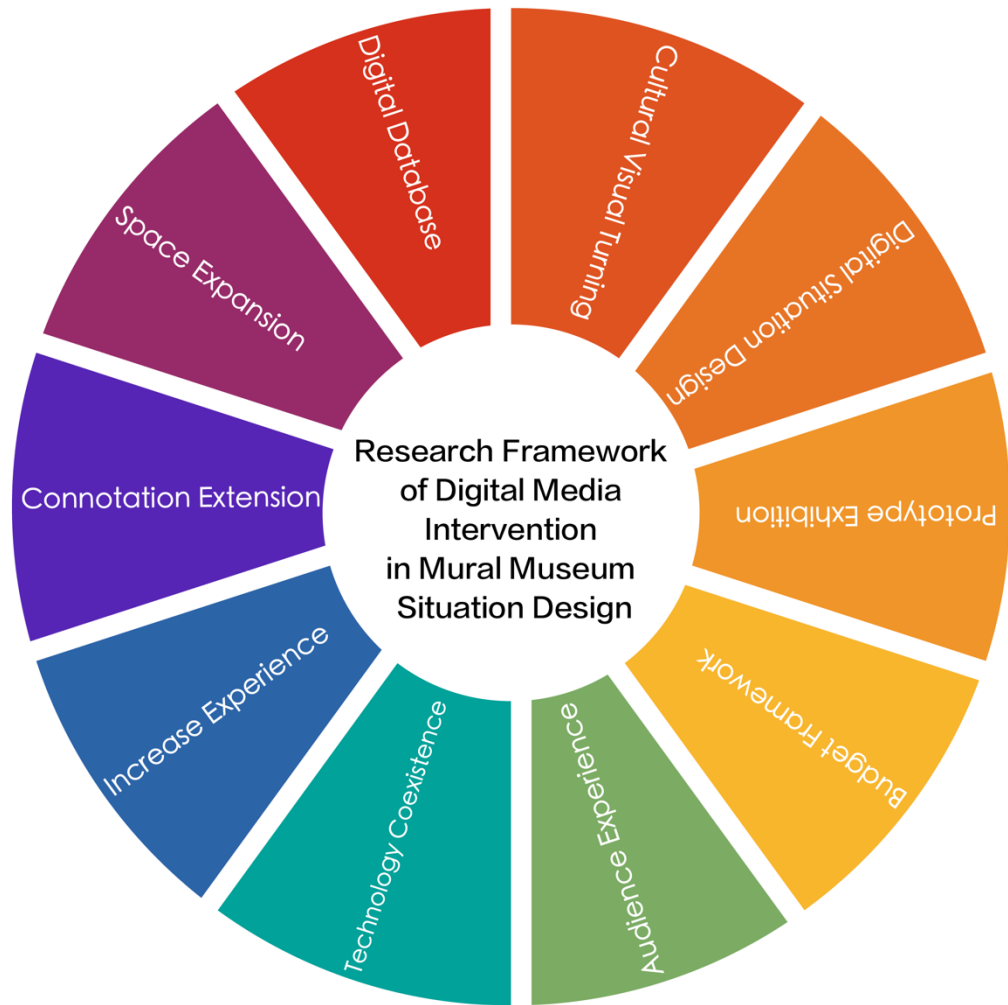 Research Framework
of Digital Media
Intervention
in Mural Museum
Situation Design
Cultural Visual Turning
Digital Situation Design
Prototype Exhibition
Budget Framework
Audience Experience
Technology Coexistence
Increase Experience
Connotation Extension
Space Expansion
Digital Database